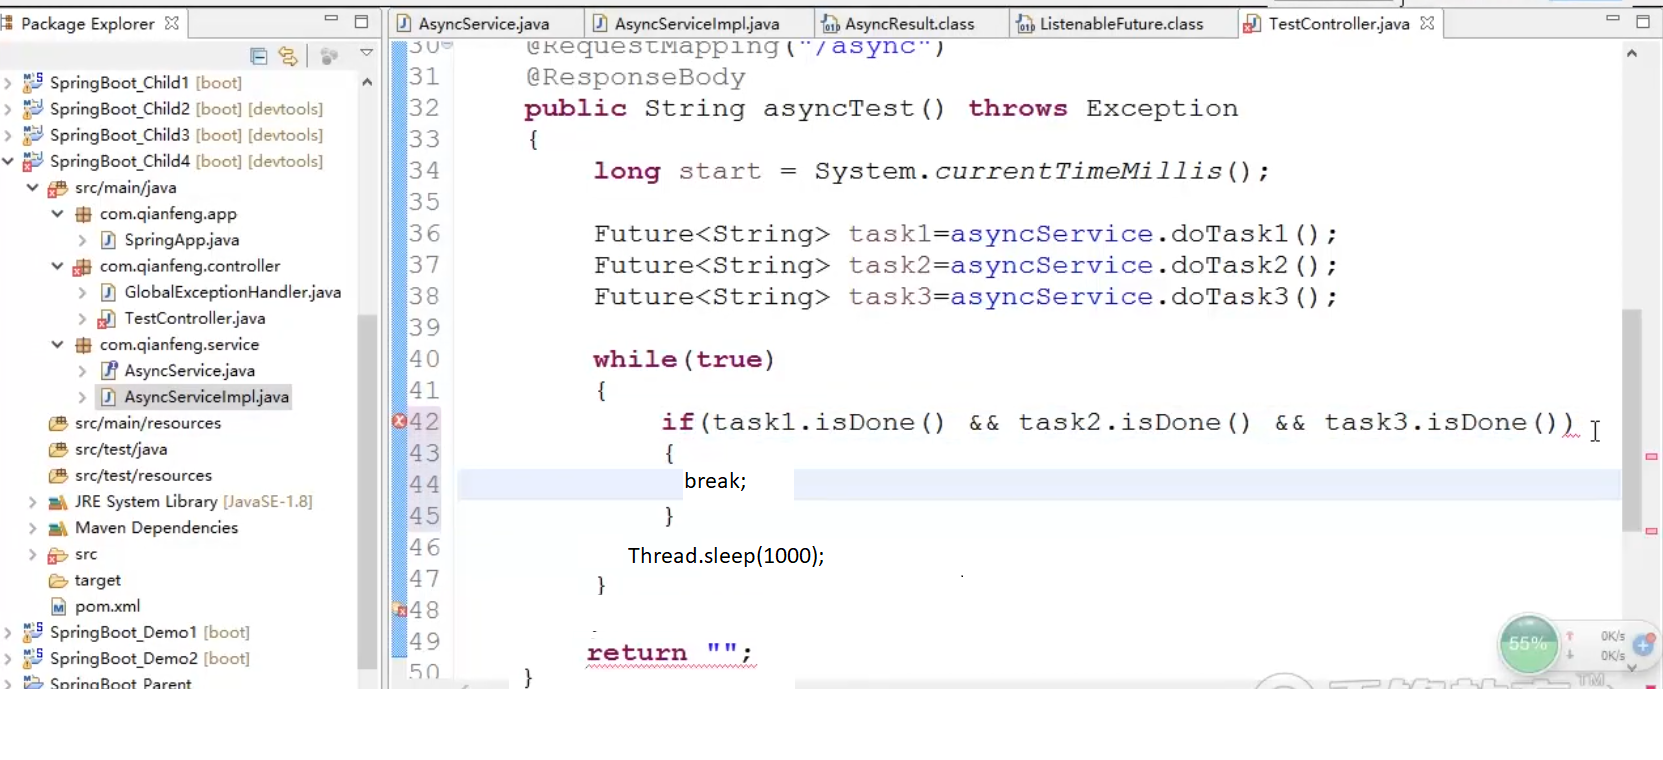 Package Explorer
SpringBoot_Child1 [boot]
SpringBoot_Child2 [boot] [devtools]
SpringBoot_Child3 [boot] [devtools]
SpringBoot_Child4 [boot] [devtools]
src/main/java
com.qianfeng.app
SpringApp.java
com.qianfeng.controller
GlobalExceptionHandler.java
TestController.java
com.qianfeng.service
AsyncService.java
AsyncServiceImpl.java
src/main/resources
src/test/java
src/test/resources
JRE System Library [JavaSE-1.8]
Maven Dependencies
src
target
pom.xml
SpringBoot_Demo1 [boot]
SpringBoot_Demo2 [boot]
SpringBoot_Parent
AsyncService.java AsyncServiceImpl.java AsyncResult.class ListenableFuture.class TestController.java
30 @RequestMapping("/async")
31 @ResponseBody
32 public String asyncTest() throws Exception
33 {
34 long start = System.currentTimeMillis();
35
36 Future<String> task1=asyncService.doTask1();
37 Future<String> task2=asyncService.doTask2();
38 Future<String> task3=asyncService.doTask3();
39
40 while(true)
41 {
42 if(task1.isDone() && task2.isDone() && task3.isDone())
43 {
44 break;
45 }
46 Thread.sleep(1000);
47 }
48
49 return "";
50 }
55%
0K/s
0K/s